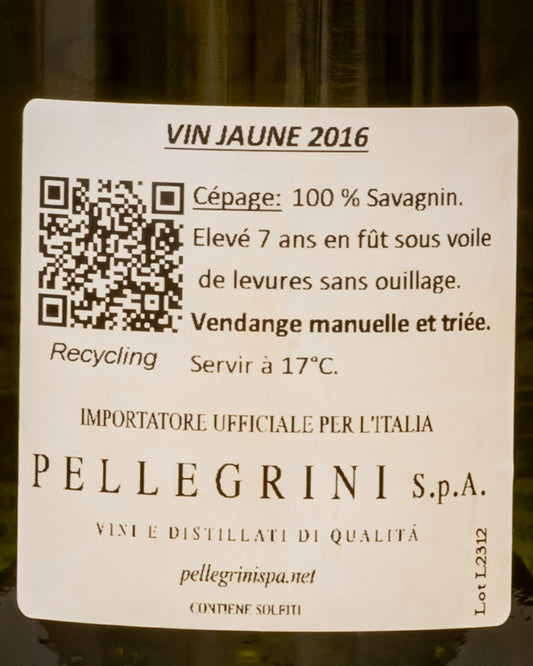 VIN JAUNE 2016
Cépage: 100 % Savagnin.
Elevé 7 ans en fût sous voile
de levures sans ouillage.
Vendange manuelle et triée.
Recycling
Servir à 17°C.
IMPORTATORE UFFICIALE PER L'ITALIA
PELLEGRINI S.p.A.
VINI E DISTILLATI DI QUALITÁ
pellegrinispa.net
CONTIENE SOLFITI
Lot L2312